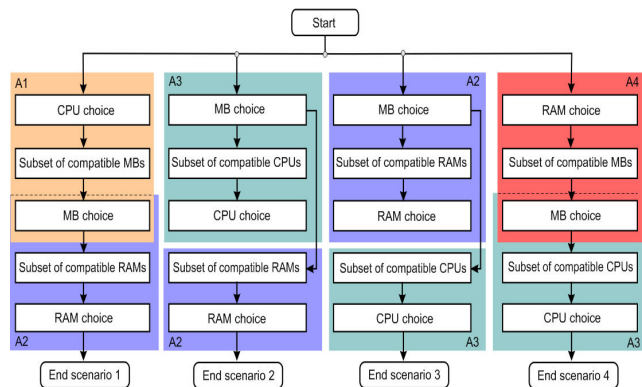 Start
A1
CPU choice
Subset of compatible MBs
MB choice
Subset of compatible RAMs
RAM choice
A2
End scenario 1
A3
MB choice
Subset of compatible CPUs
CPU choice
Subset of compatible RAMs
RAM choice
A2
End scenario 2
A2
MB choice
Subset of compatible RAMs
RAM choice
Subset of compatible CPUs
CPU choice
A3
End scenario 3
A4
RAM choice
Subset of compatible MBs
MB choice
Subset of compatible CPUs
CPU choice
A3
End scenario 4